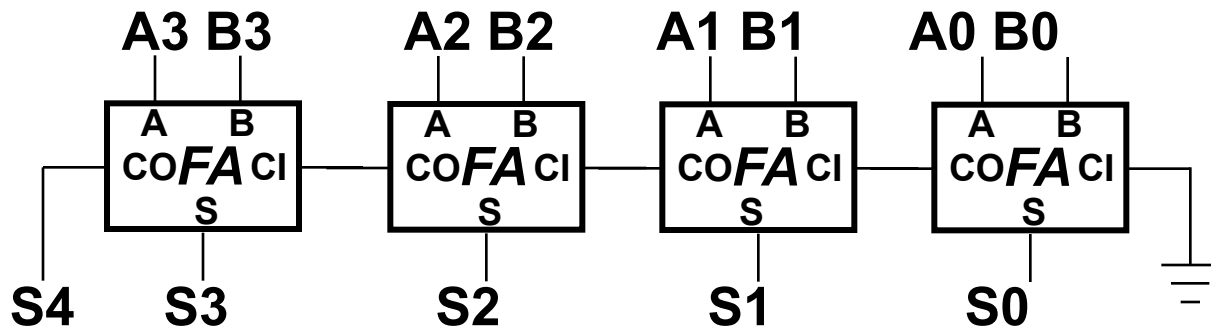 A3 B3 A2 B2 A1 B1 A0 B0
A B A B A B A B
CO FA CI CO FA CI CO FA CI CO FA CI
S S S S
S4 S3 S2 S1 S0